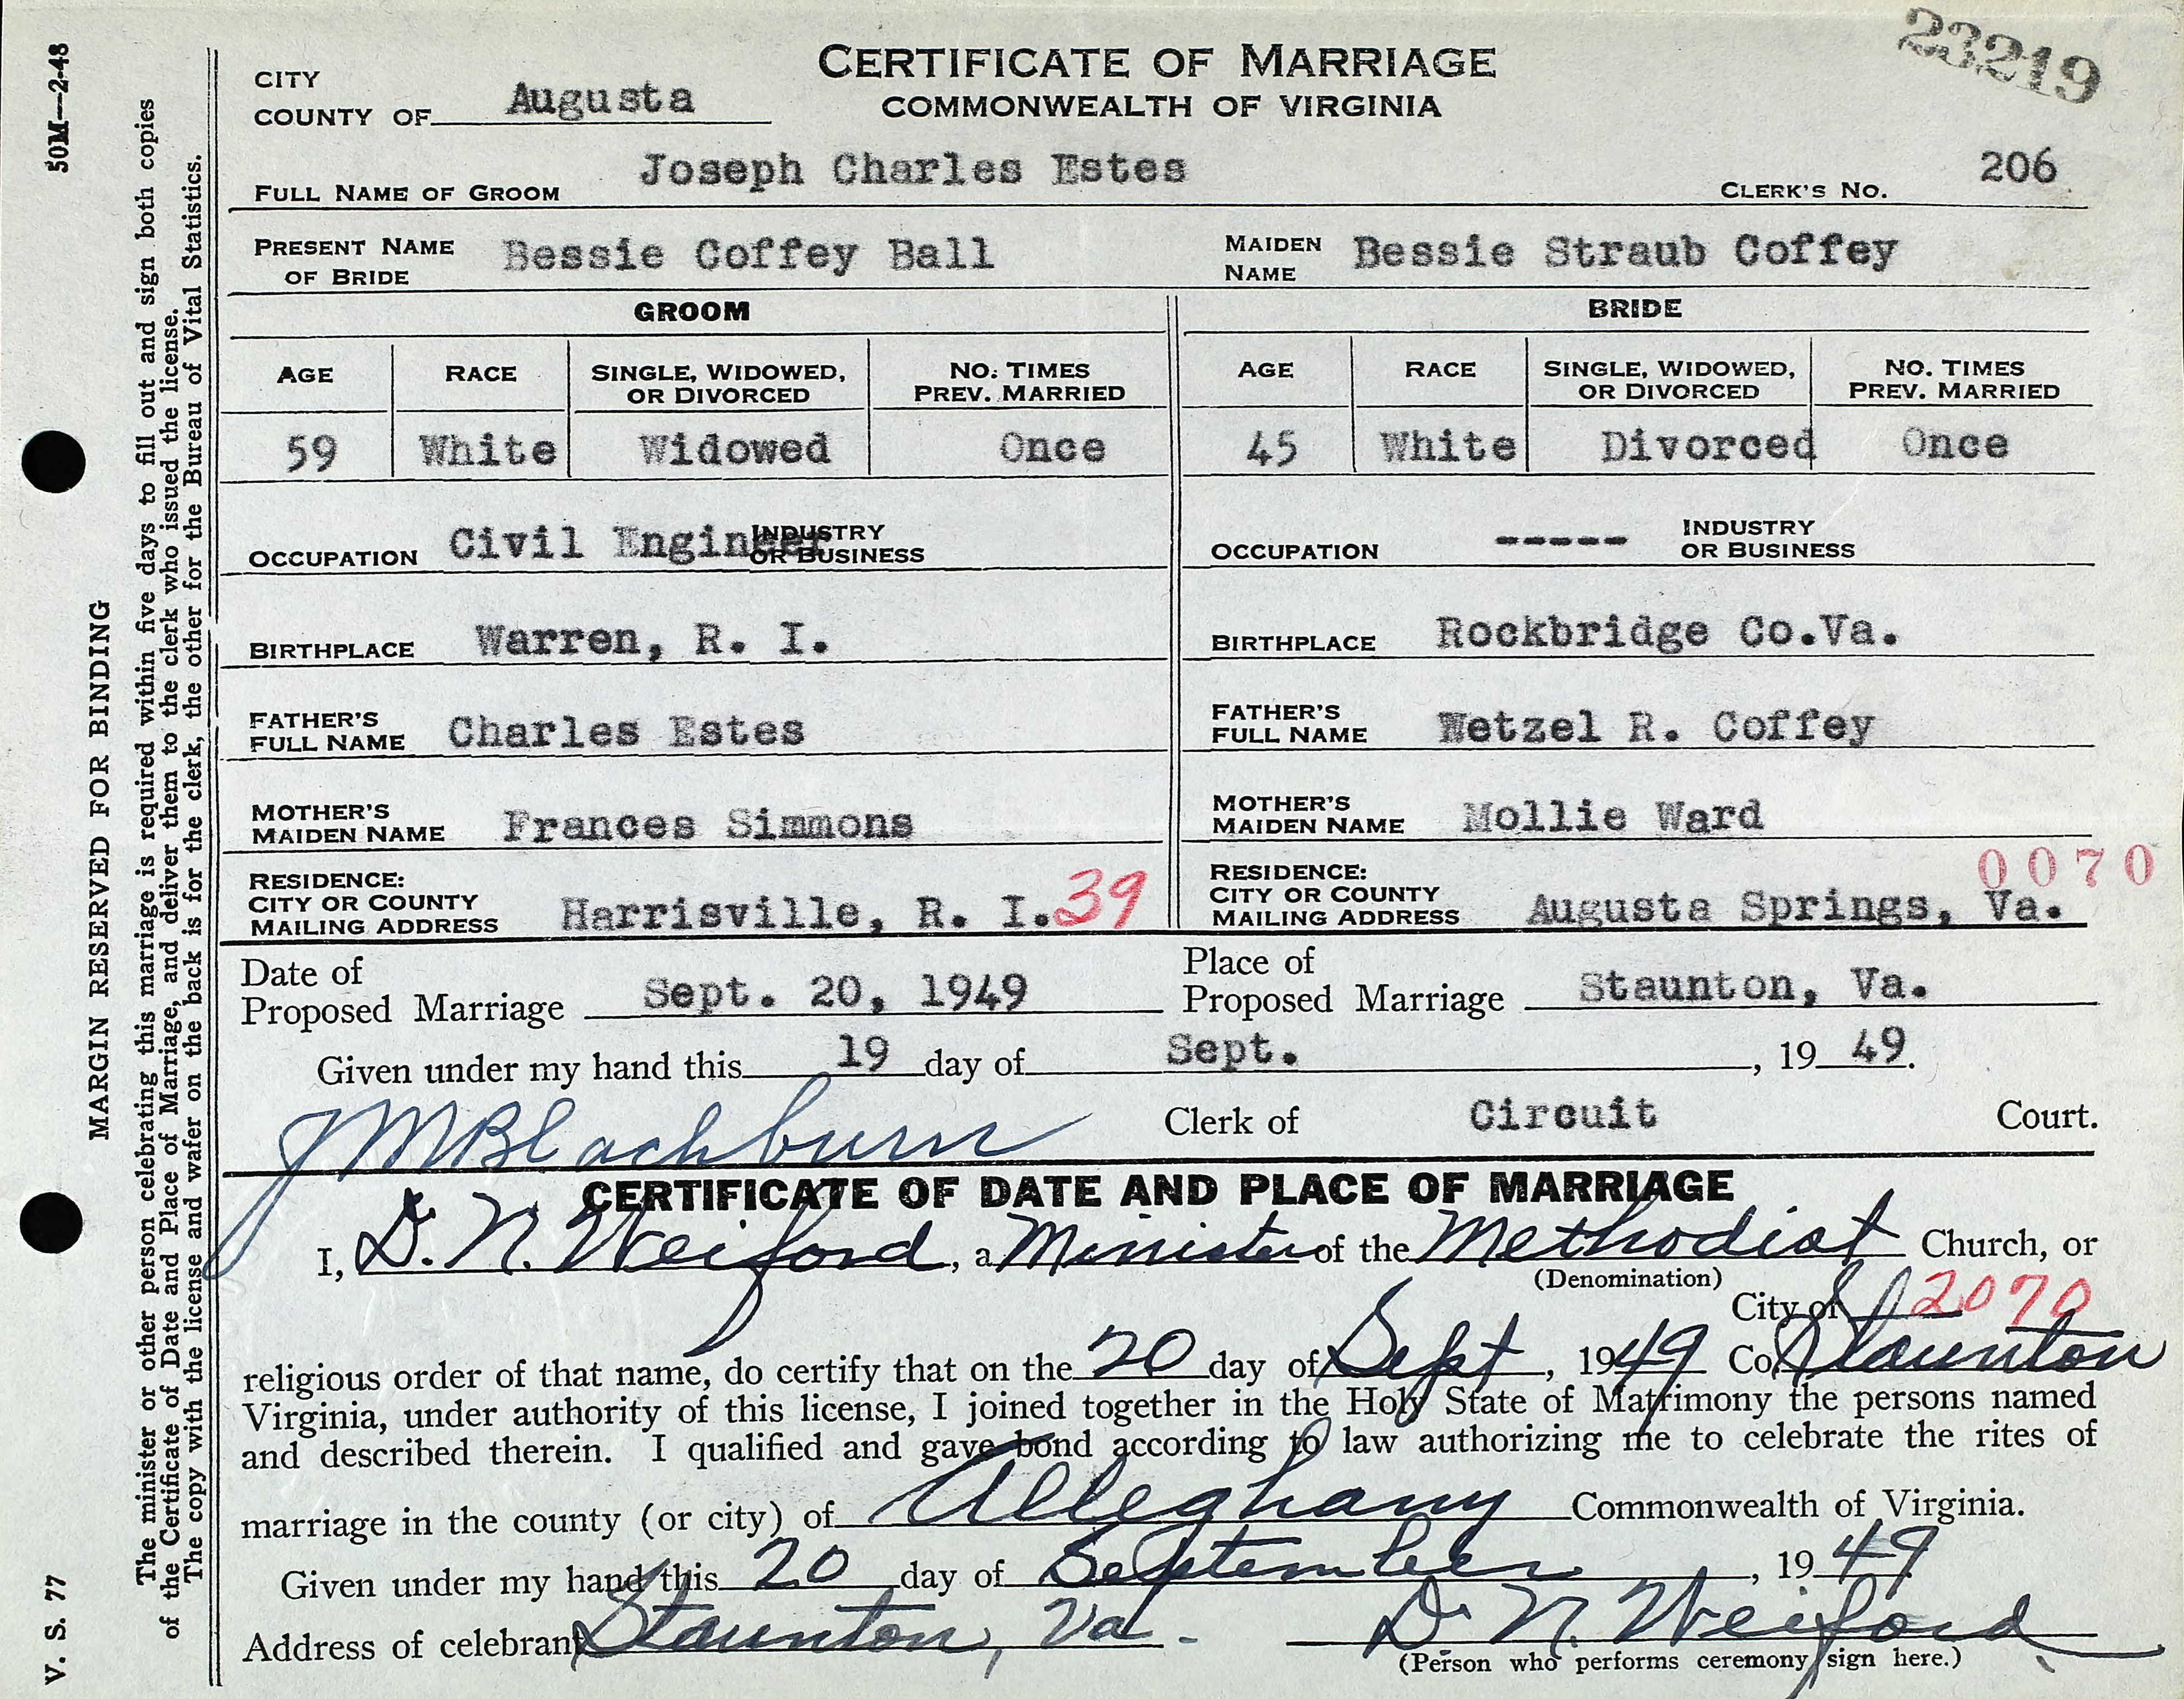 50M—2-48
MARGIN RESERVED FOR BINDING
V. S. 77
The minister or other person celebrating this marriage is required within five days to fill out and sign both copies
of the Certificate of Date and Place of Marriage, and deliver them to the clerk who issued the license.
The copy with the license and wafer on the back is for the clerk, the other for the Bureau of Vital Statistics.
23219
CERTIFICATE OF MARRIAGE
COMMONWEALTH OF VIRGINIA
CITY
COUNTY OF Augusta
FULL NAME OF GROOM Joseph Charles Estes CLERK'S NO. 206
PRESENT NAME OF BRIDE Bessie Coffey Ball MAIDEN NAME Bessie Straub Coffey
GROOM BRIDE
AGE RACE SINGLE, WIDOWED, OR DIVORCED NO. TIMES PREV. MARRIED AGE RACE SINGLE, WIDOWED, OR DIVORCED NO. TIMES PREV. MARRIED
59 White Widowed Once 45 White Divorced Once
OCCUPATION Civil Engineer INDUSTRY OR BUSINESS OCCUPATION ----- INDUSTRY OR BUSINESS
BIRTHPLACE Warren, R. I. BIRTHPLACE Rockbridge Co.Va.
FATHER'S FULL NAME Charles Estes FATHER'S FULL NAME Wetzel R. Coffey
MOTHER'S MAIDEN NAME Frances Simmons MOTHER'S MAIDEN NAME Mollie Ward
0070
RESIDENCE: CITY OR COUNTY MAILING ADDRESS Harrisville, R. I. 39 RESIDENCE: CITY OR COUNTY MAILING ADDRESS Augusta Springs, Va.
Date of Proposed Marriage Sept. 20, 1949 Place of Proposed Marriage Staunton, Va.
Given under my hand this 19 day of Sept. , 19 49.
J M Blackburn Clerk of Circuit Court.
CERTIFICATE OF DATE AND PLACE OF MARRIAGE
I, D. N. Weiford, a Minister of the Methodist Church, or
(Denomination)
City of 2070
religious order of that name, do certify that on the 20 day of Sept, 1949 Co. Staunton
Virginia, under authority of this license, I joined together in the Holy State of Matrimony the persons named
and described therein. I qualified and gave bond according to law authorizing me to celebrate the rites of
marriage in the county (or city) of Alleghany Commonwealth of Virginia.
Given under my hand this 20 day of September, 19 49
Address of celebrant Staunton, Va. D. N. Weiford
(Person who performs ceremony sign here.)